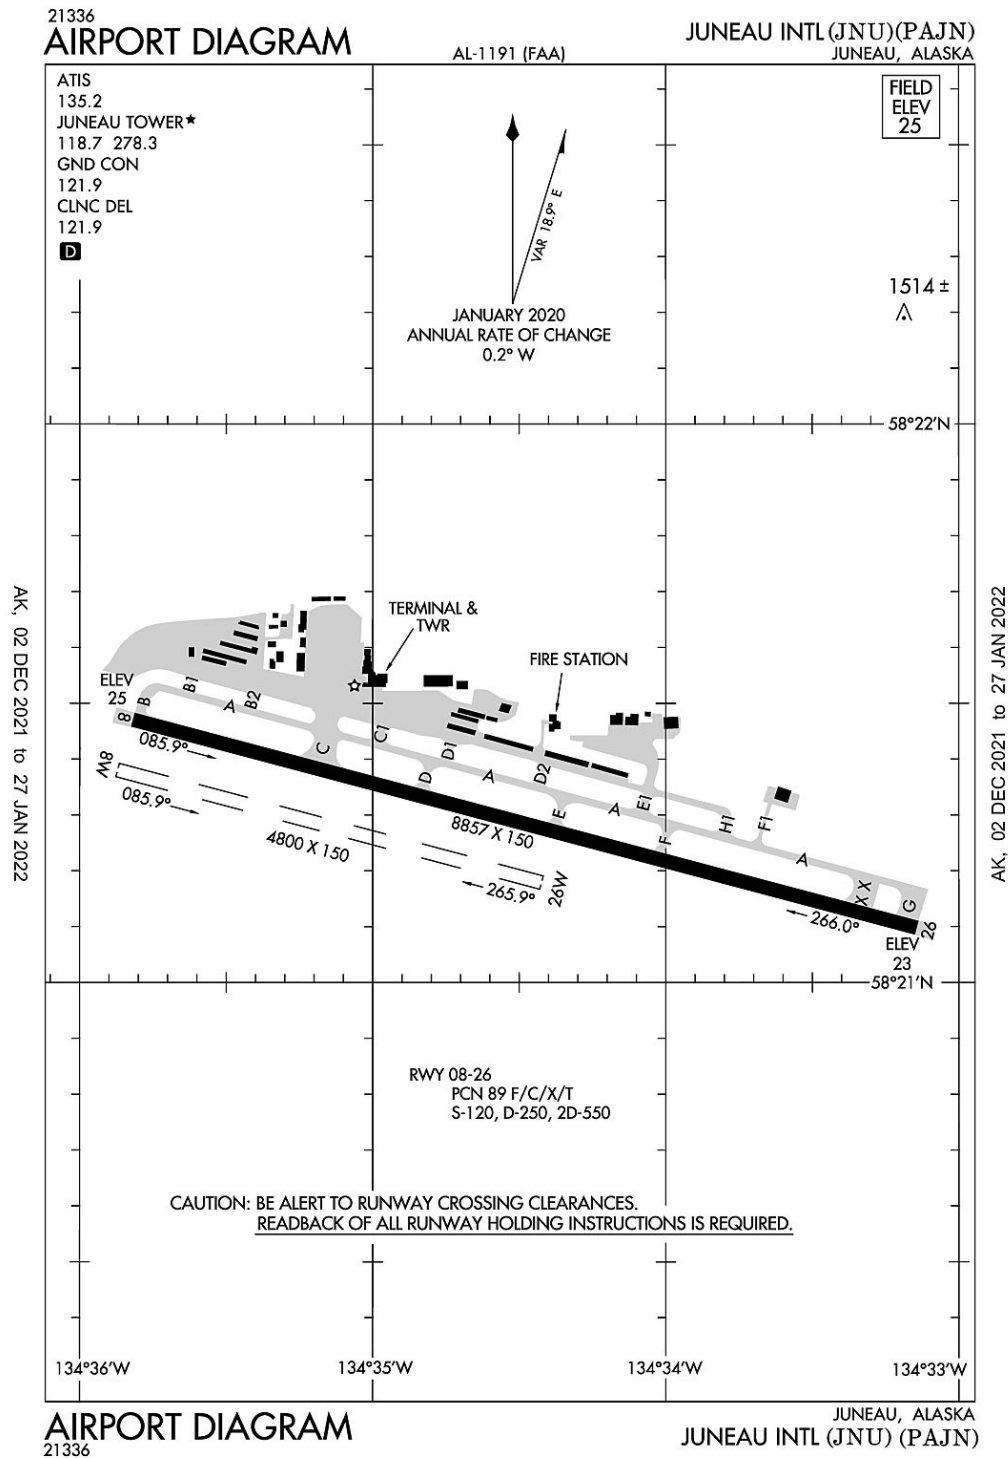 21336
AIRPORT DIAGRAM
AL-1191 (FAA)
JUNEAU INTL (JNU)(PAJN)
JUNEAU, ALASKA
ATIS
135.2
JUNEAU TOWER★
118.7 278.3
GND CON
121.9
CLNC DEL
121.9
D
FIELD
ELEV
25
VAR 18.9° E
1514 ±
JANUARY 2020
ANNUAL RATE OF CHANGE
0.2° W
58°22'N
AK, 02 DEC 2021 to 27 JAN 2022
AK, 02 DEC 2021 to 27 JAN 2022
TERMINAL &
TWR
FIRE STATION
ELEV
25
8
B
B1
A
B2
C
C1
D
D1
A
D2
E
A
E1
F
H1
F1
A
X X
G
26
085.9°
8W
085.9°
4800 X 150
8857 X 150
265.9°
26W
266.0°
ELEV
23
58°21'N
RWY 08-26
PCN 89 F/C/X/T
S-120, D-250, 2D-550
CAUTION: BE ALERT TO RUNWAY CROSSING CLEARANCES.
READBACK OF ALL RUNWAY HOLDING INSTRUCTIONS IS REQUIRED.
134°36'W
134°35'W
134°34'W
134°33'W
AIRPORT DIAGRAM
21336
JUNEAU, ALASKA
JUNEAU INTL (JNU) (PAJN)